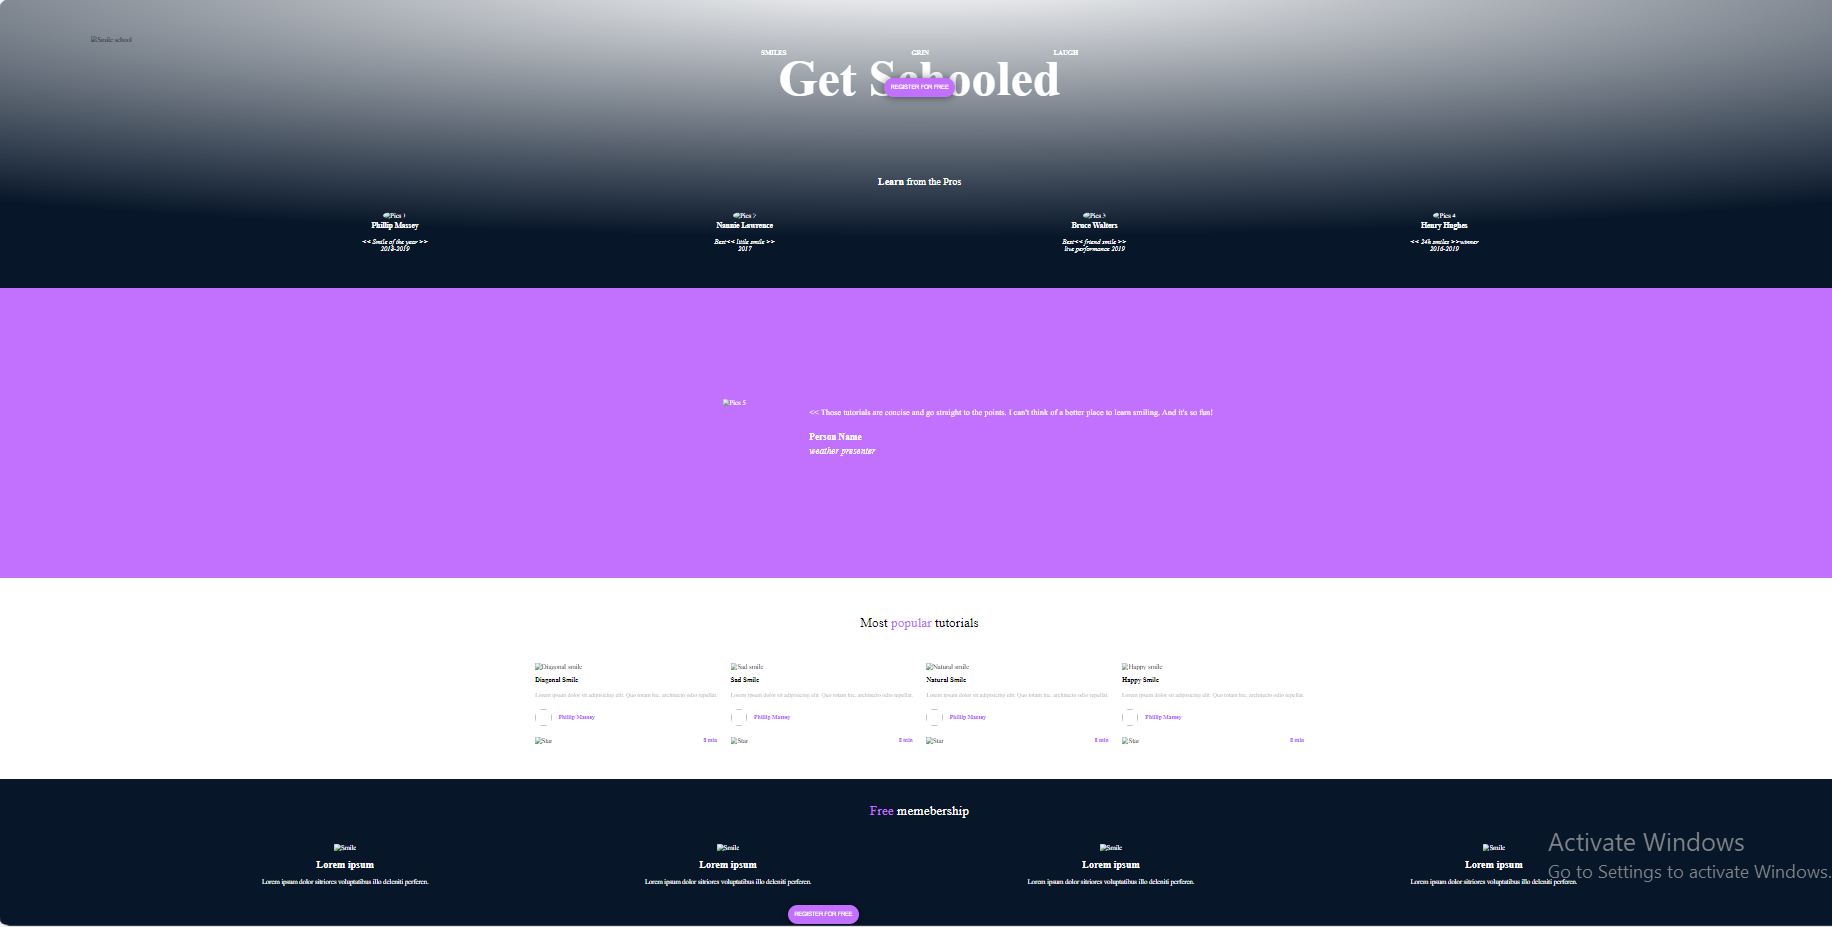 Smile school
SMILES GRIN LAUGH
Get Schooled
REGISTER FOR FREE
Learn from the Pros
Pics 1 Pics 2 Pics 3 Pics 4
Phillip Massey Nannie Lawrence Bruce Walters Henry Hughes
<< Smile of the year >> Best<< little smile >> Best<< friend smile >> << 24h smiles >>winner
2018-2019 2017 live performance 2019 2016-2019
Pics 5
<< Those tutorials are concise and go straight to the points. I can't think of a better place to learn smiling. And it's so fun!
Person Name
weather presenter
Most popular tutorials
Diagonal smile Sad smile Natural smile Happy smile
Diagonal Smile Sad Smile Natural Smile Happy Smile
Lorem ipsum dolor sit adipisicing elit. Quo totam hic, architecto odio repellat. Lorem ipsum dolor sit adipisicing elit. Quo totam hic, architecto odio repellat. Lorem ipsum dolor sit adipisicing elit. Quo totam hic, architecto odio repellat. Lorem ipsum dolor sit adipisicing elit. Quo totam hic, architecto odio repellat.
Phillip Massey Phillip Massey Phillip Massey Phillip Massey
Star 8 min Star 8 min Star 8 min Star 8 min
Free memebership
Smile Smile Smile Smile
Lorem ipsum Lorem ipsum Lorem ipsum Lorem ipsum
Lorem ipsum dolor sitriores voluptatibus illo deleniti perferen. Lorem ipsum dolor sitriores voluptatibus illo deleniti perferen. Lorem ipsum dolor sitriores voluptatibus illo deleniti perferen. Lorem ipsum dolor sitriores voluptatibus illo deleniti perferen.
REGISTER FOR FREE
Activate Windows
Go to Settings to activate Windows.